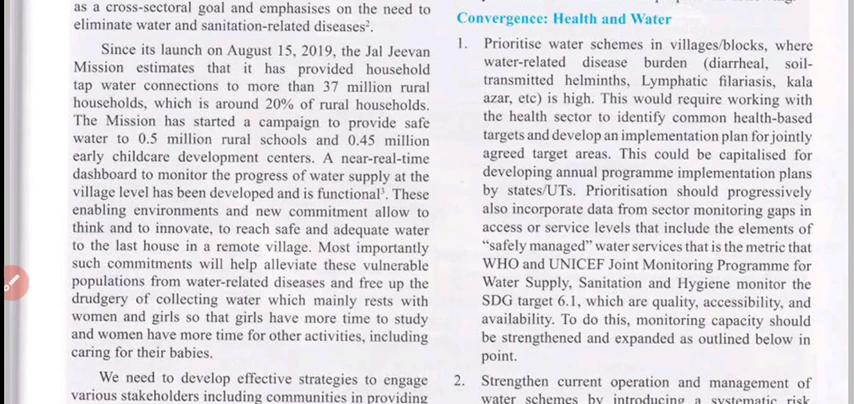 as a cross-sectoral goal and emphasises on the need to
eliminate water and sanitation-related diseases².
Since its launch on August 15, 2019, the Jal Jeevan
Mission estimates that it has provided household
tap water connections to more than 37 million rural
households, which is around 20% of rural households.
The Mission has started a campaign to provide safe
water to 0.5 million rural schools and 0.45 million
early childcare development centers. A near-real-time
dashboard to monitor the progress of water supply at the
village level has been developed and is functional³. These
enabling environments and new commitment allow to
think and to innovate, to reach safe and adequate water
to the last house in a remote village. Most importantly
such commitments will help alleviate these vulnerable
populations from water-related diseases and free up the
drudgery of collecting water which mainly rests with
women and girls so that girls have more time to study
and women have more time for other activities, including
caring for their babies.
We need to develop effective strategies to engage
various stakeholders including communities in providing
Convergence: Health and Water
1. Prioritise water schemes in villages/blocks, where
water-related disease burden (diarrheal, soil-
transmitted helminths, Lymphatic filariasis, kala
azar, etc) is high. This would require working with
the health sector to identify common health-based
targets and develop an implementation plan for jointly
agreed target areas. This could be capitalised for
developing annual programme implementation plans
by states/UTs. Prioritisation should progressively
also incorporate data from sector monitoring gaps in
access or service levels that include the elements of
“safely managed” water services that is the metric that
WHO and UNICEF Joint Monitoring Programme for
Water Supply, Sanitation and Hygiene monitor the
SDG target 6.1, which are quality, accessibility, and
availability. To do this, monitoring capacity should
be strengthened and expanded as outlined below in
point.
2. Strengthen current operation and management of
water schemes by introducing a systematic risk